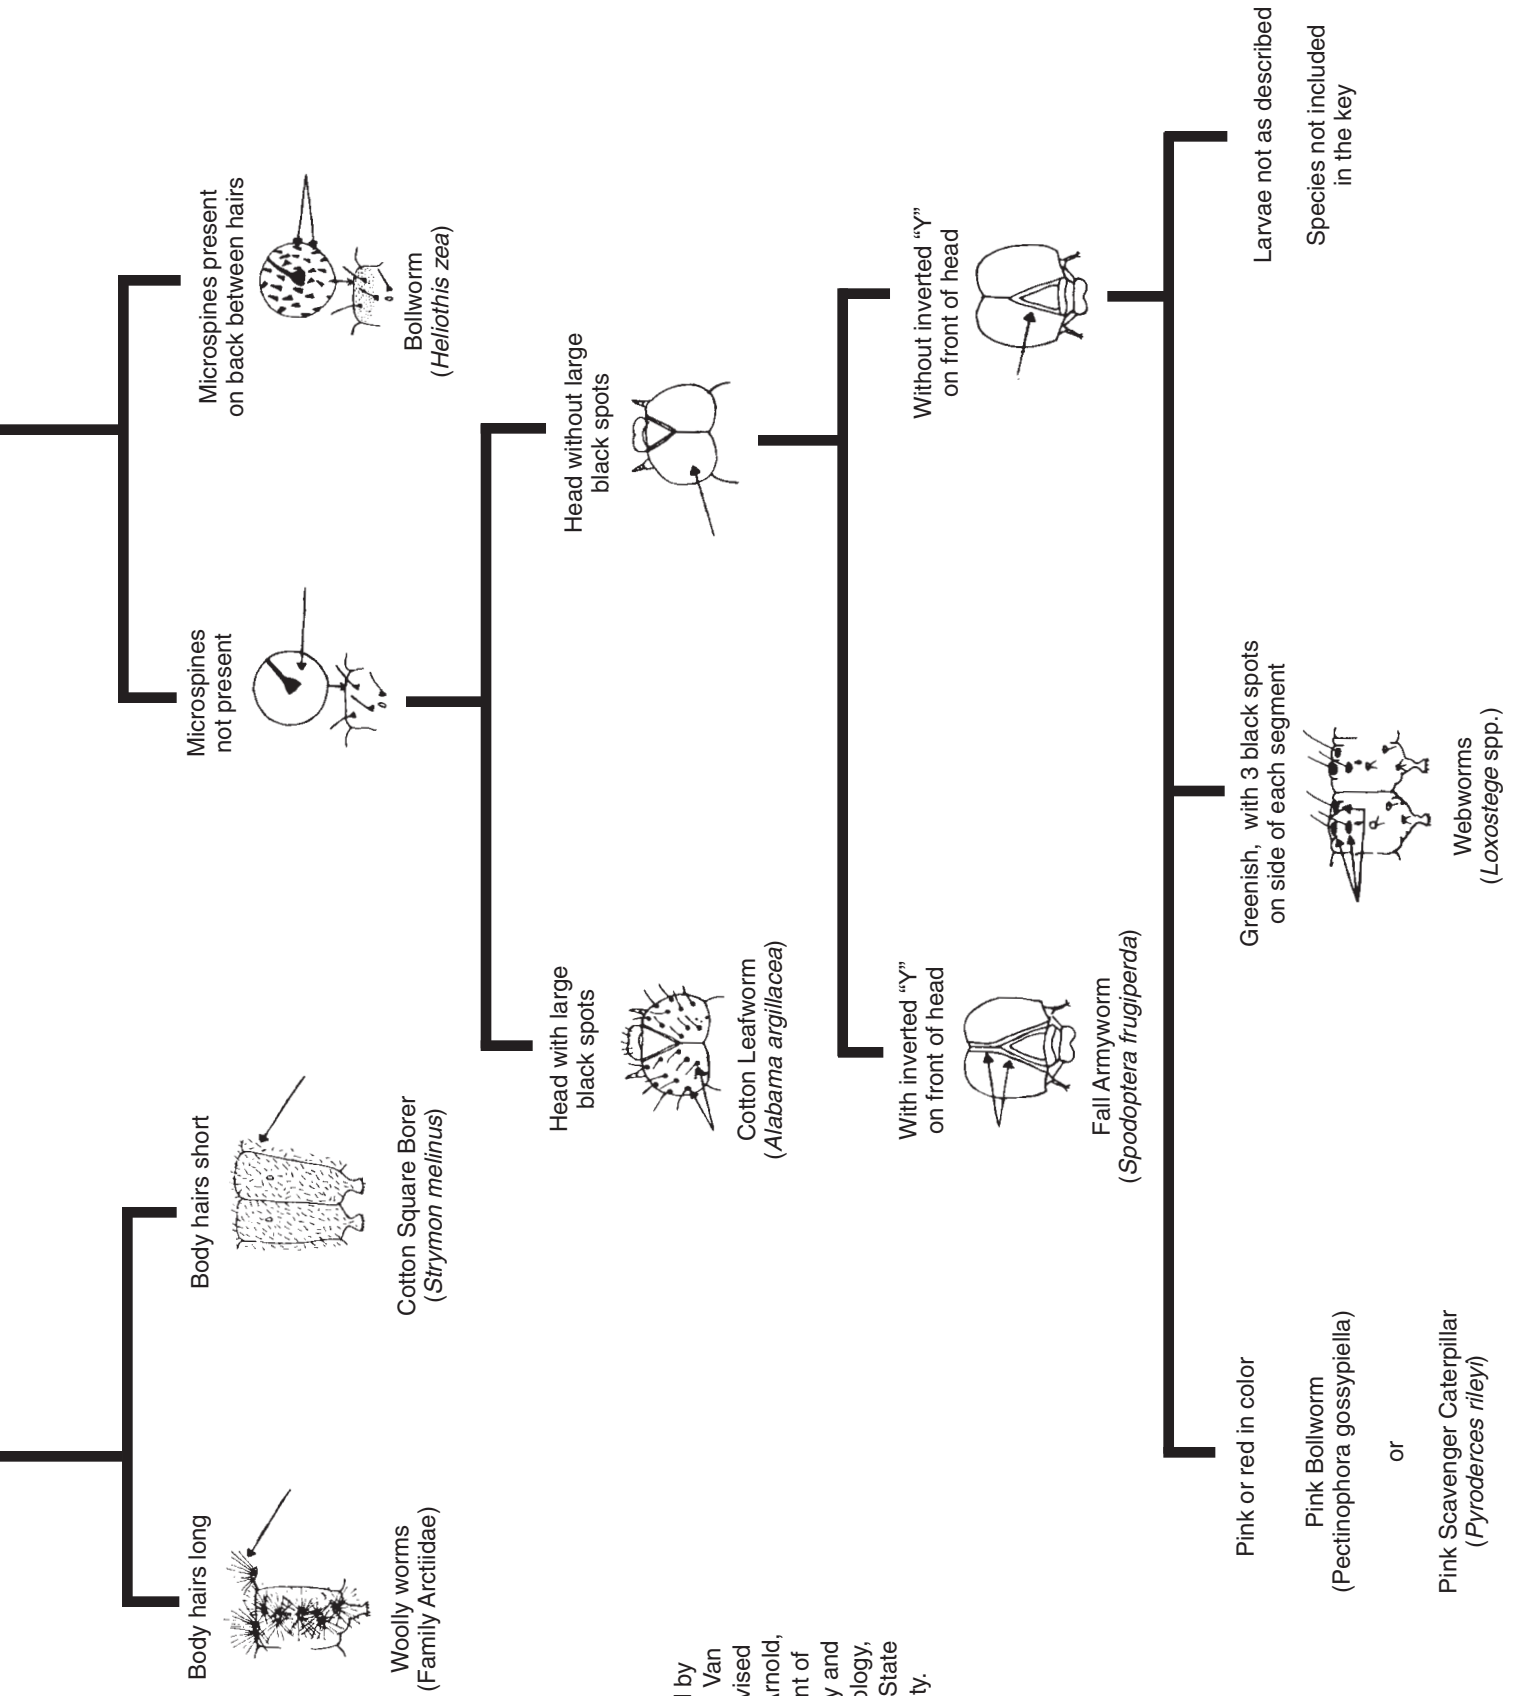 Body hairs long
Woolly worms
(Family Arctiidae)
Body hairs short
Cotton Square Borer
(Strymon melinus)
Microspines
not present
Microspines present
on back between hairs
Bollworm
(Heliothis zea)
Head with large
black spots
Cotton Leafworm
(Alabama argillacea)
Head without large
black spots
With inverted “Y”
on front of head
Fall Armyworm
(Spodoptera frugiperda)
Without inverted “Y”
on front of head
Pink or red in color
Pink Bollworm
(Pectinophora gossypiella)
or
Pink Scavenger Caterpillar
(Pyroderces rileyi)
Greenish, with 3 black spots
on side of each segment
Webworms
(Loxostege spp.)
Larvae not as described
Species not included
in the key
by
Van
of
and
State